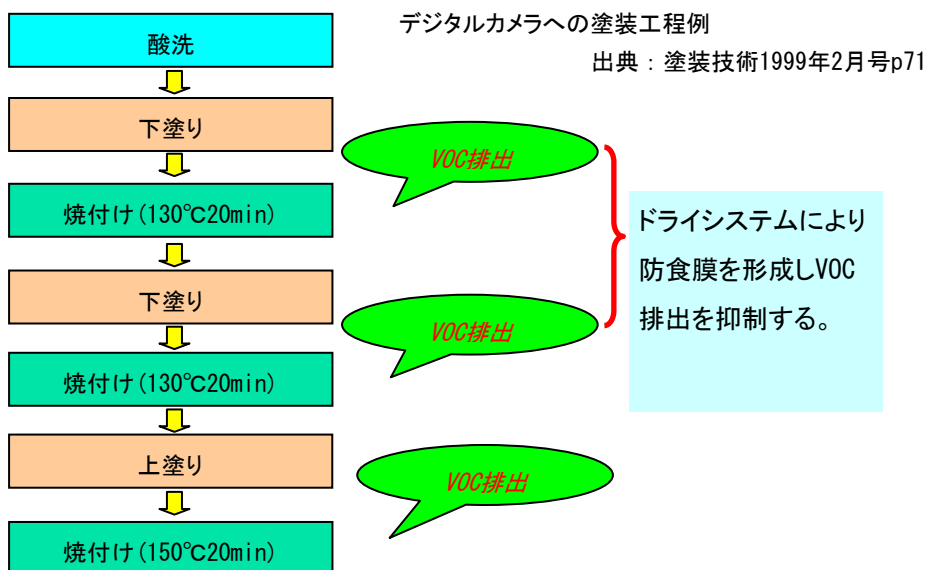 デジタルカメラへの塗装工程例
出典：塗装技術1999年2月号p71
酸洗
下塗り
VOC排出
焼付け(130℃20min)
下塗り
VOC排出
焼付け(130℃20min)
上塗り
VOC排出
焼付け(150℃20min)
ドライシステムにより
防食膜を形成しVOC
排出を抑制する。